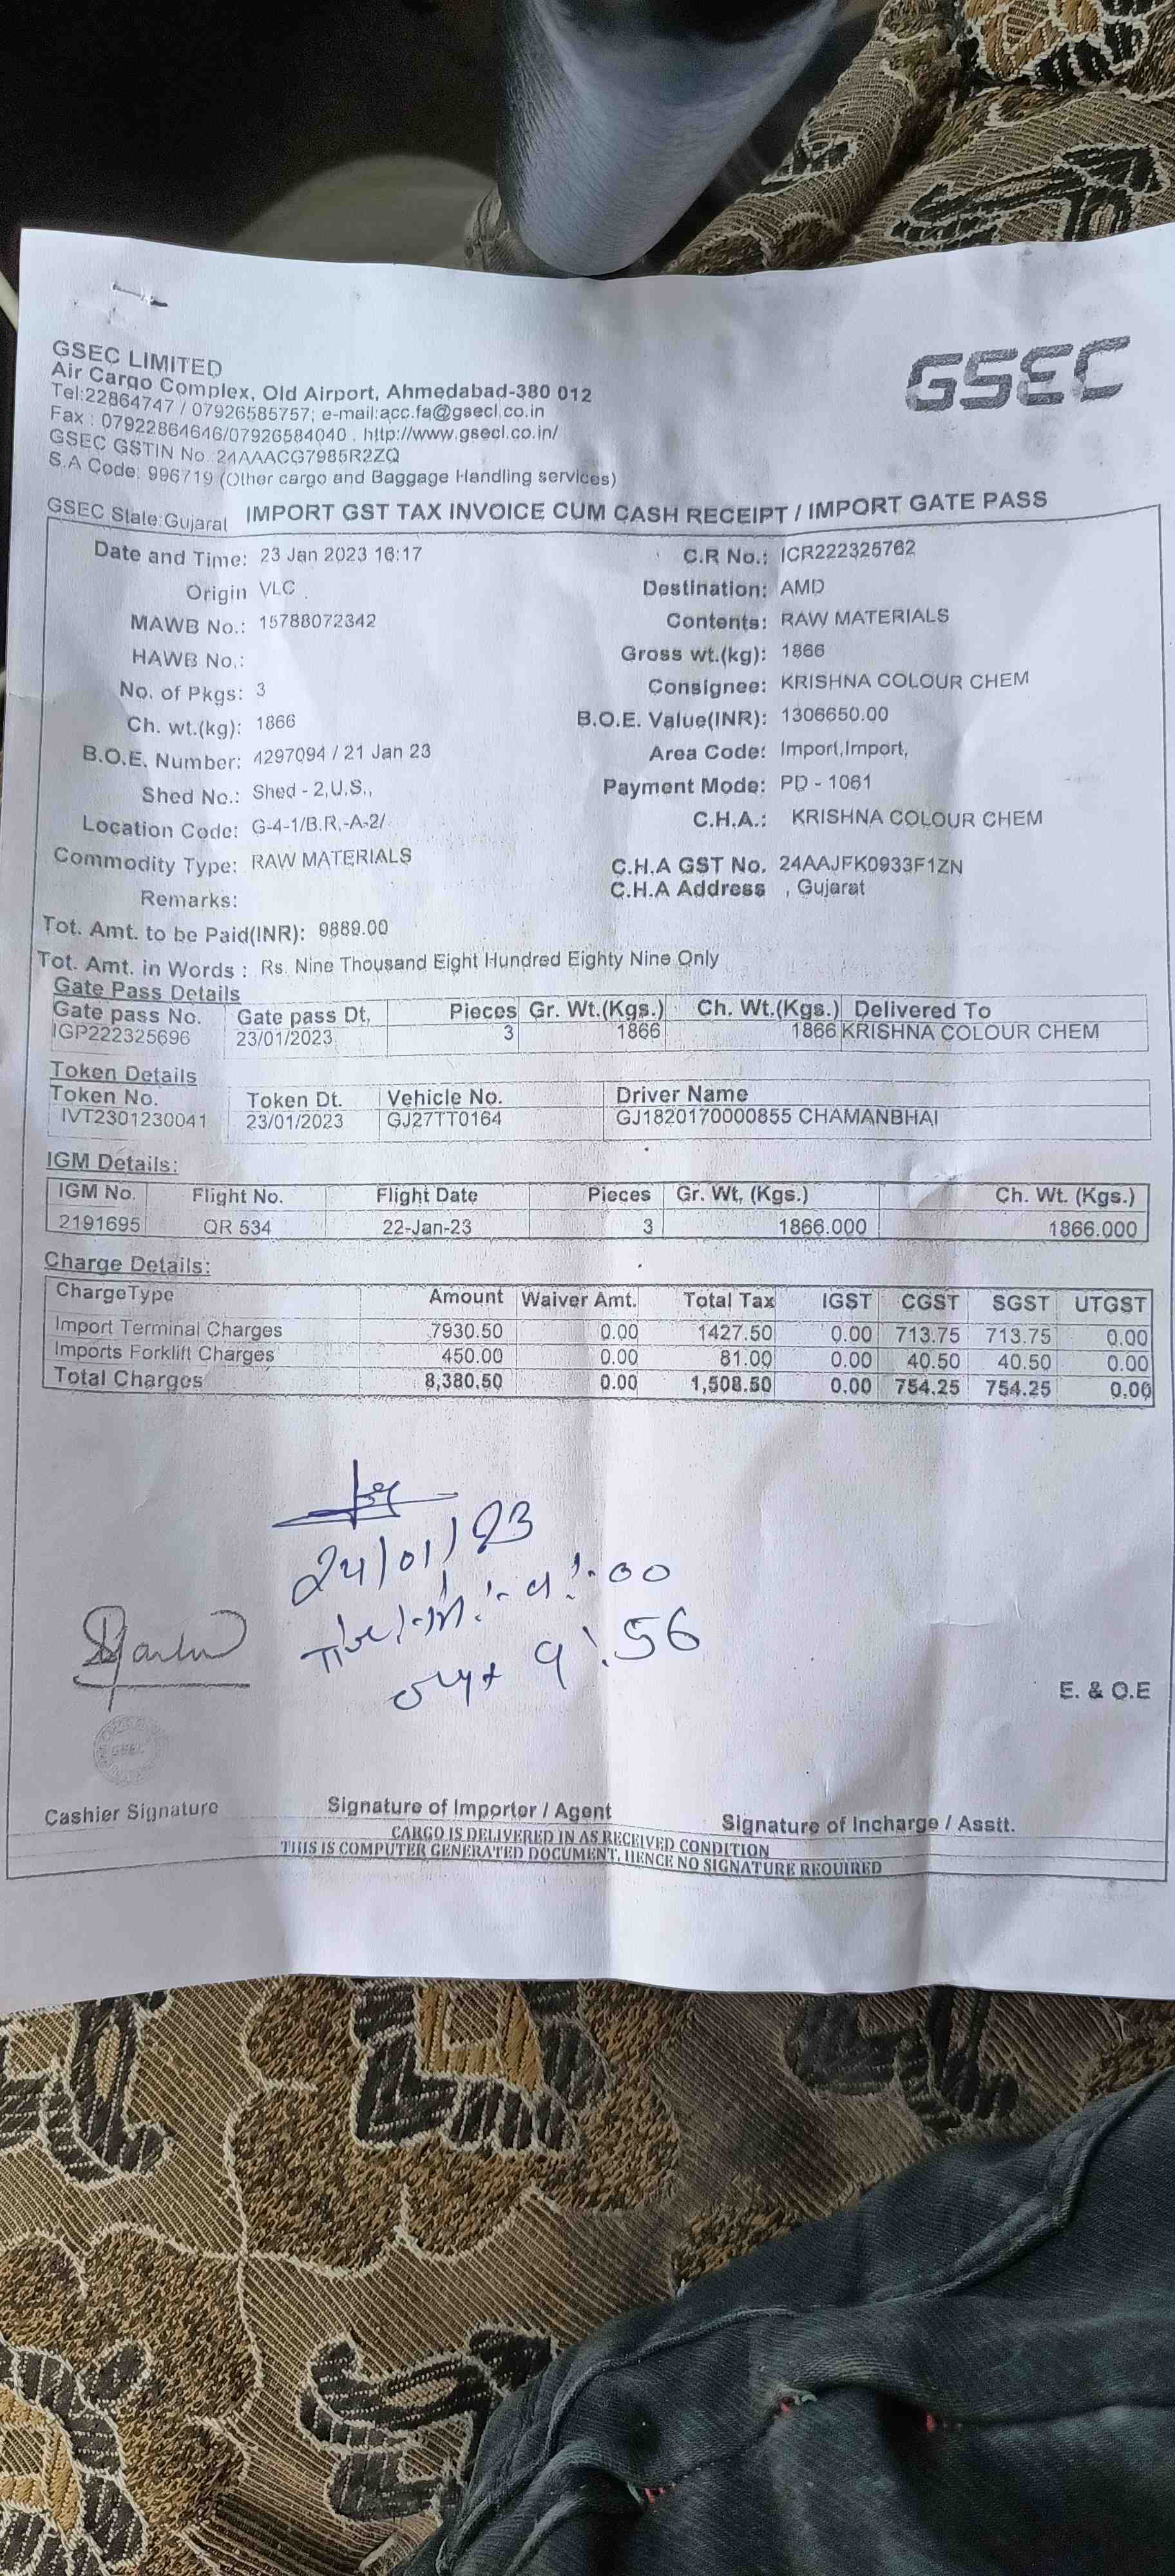 GSEC LIMITED
Air Cargo Complex, Old Airport, Ahmedabad-380 012
Tel:22864747 / 07926585757; e-mail:acc.fa@gsecl.co.in
Fax : 07922864646/07926584040 . http://www.gsecl.co.in/
GSEC GSTIN No. 24AAACG7985R2ZQ
S.A Code: 996719 (Other cargo and Baggage Handling services)
GSEC
GSEC State:Gujarat IMPORT GST TAX INVOICE CUM CASH RECEIPT / IMPORT GATE PASS
Date and Time: 23 Jan 2023 16:17 C.R No.: ICR222325762
Origin VLC Destination: AMD
MAWB No.: 15788072342 Contents: RAW MATERIALS
HAWB No.: Gross wt.(kg): 1866
No. of Pkgs: 3 Consignee: KRISHNA COLOUR CHEM
Ch. wt.(kg): 1866 B.O.E. Value(INR): 1306650.00
B.O.E. Number: 4297094 / 21 Jan 23 Area Code: Import,Import,
Shed No.: Shed - 2,U.S., Payment Mode: PD - 1061
Location Code: G-4-1/B.R.-A-2/ C.H.A.: KRISHNA COLOUR CHEM
Commodity Type: RAW MATERIALS C.H.A GST No. 24AAJFK0933F1ZN
Remarks: C.H.A Address , Gujarat
Tot. Amt. to be Paid(INR): 9889.00
Tot. Amt. in Words : Rs. Nine Thousand Eight Hundred Eighty Nine Only
Gate Pass Details
Gate pass No. Gate pass Dt, Pieces Gr. Wt.(Kgs.) Ch. Wt.(Kgs.) Delivered To
IGP222325696 23/01/2023 3 1866 1866 KRISHNA COLOUR CHEM
Token Details
Token No. Token Dt. Vehicle No. Driver Name
IVT2301230041 23/01/2023 GJ27TT0164 GJ1820170000855 CHAMANBHAI
IGM Details:
IGM No. Flight No. Flight Date Pieces Gr. Wt, (Kgs.) Ch. Wt. (Kgs.)
2191695 QR 534 22-Jan-23 3 1866.000 1866.000
Charge Details:
ChargeType Amount Waiver Amt. Total Tax IGST CGST SGST UTGST
Import Terminal Charges 7930.50 0.00 1427.50 0.00 713.75 713.75 0.00
Imports Forklift Charges 450.00 0.00 81.00 0.00 40.50 40.50 0.00
Total Charges 8,380.50 0.00 1,508.50 0.00 754.25 754.25 0.00
24/01/23
out 9:56
E. & O.E
GSEC
Cashier Signature Signature of Importer / Agent Signature of Incharge / Asstt.
CARGO IS DELIVERED IN AS RECEIVED CONDITION
THIS IS COMPUTER GENERATED DOCUMENT, HENCE NO SIGNATURE REQUIRED